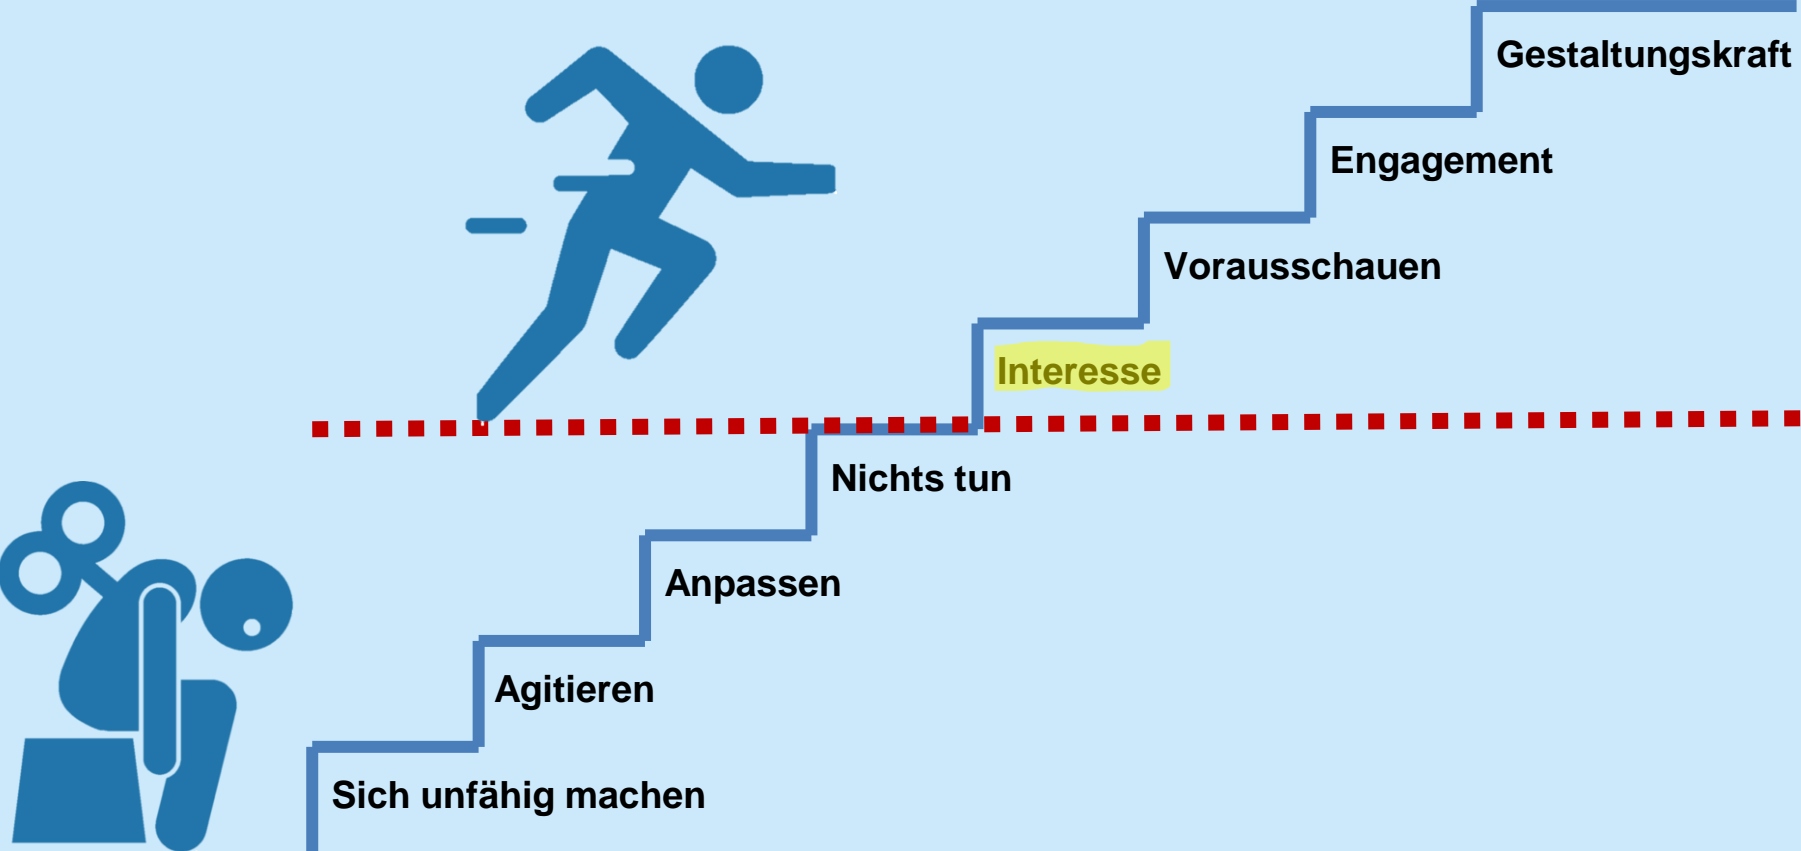 Gestaltungskraft
Engagement
Vorausschauen
Interesse
Nichts tun
Anpassen
Agitieren
Sich unfähig machen